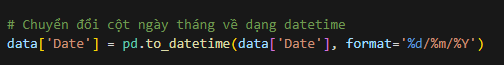 # Chuyển đổi cột ngày tháng về dạng datetime
data['Date'] = pd.to_datetime(data['Date'], format='%d/%m/%Y')